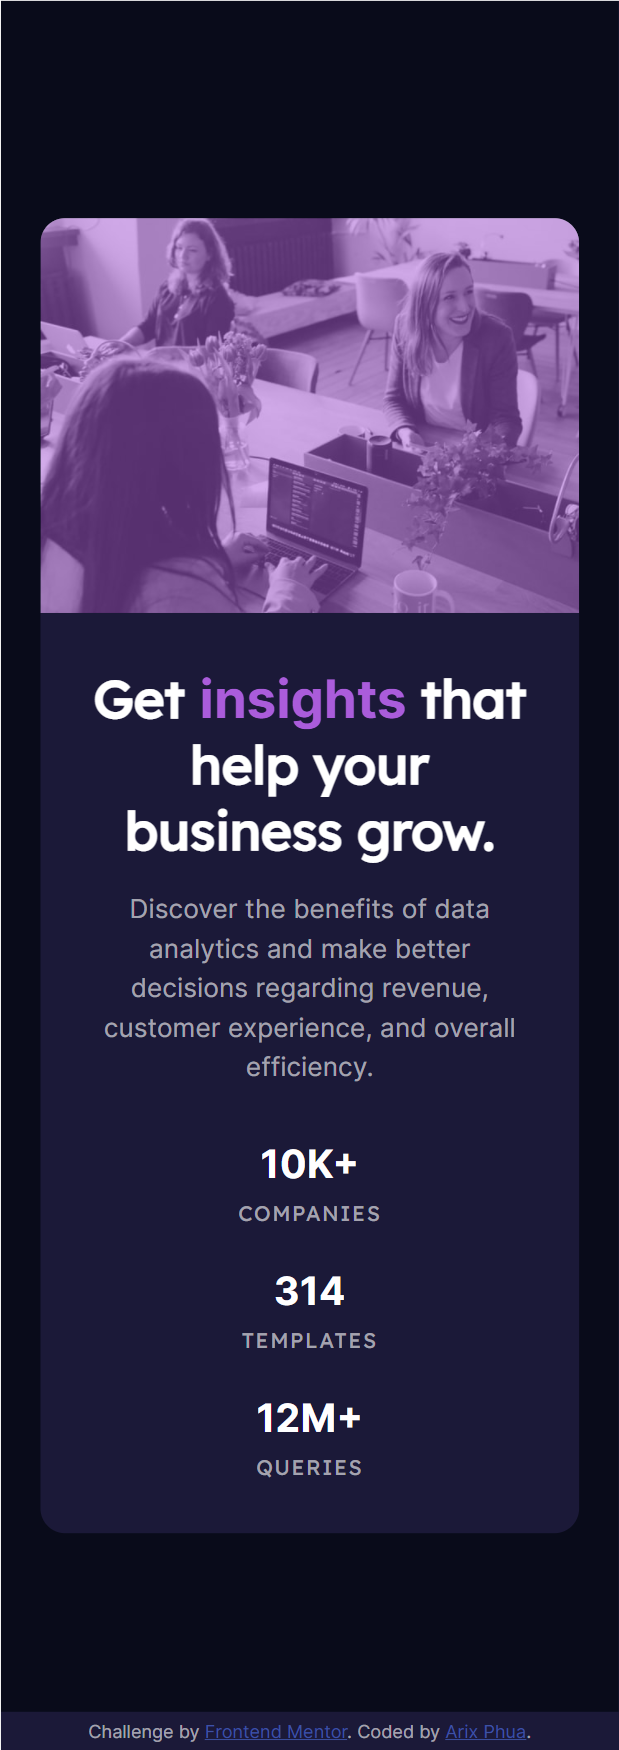 Get insights that
help your
business grow.
Discover the benefits of data
analytics and make better
decisions regarding revenue,
customer experience, and overall
efficiency.
10K+
COMPANIES
314
TEMPLATES
12M+
QUERIES
Challenge by Frontend Mentor. Coded by Arix Phua.